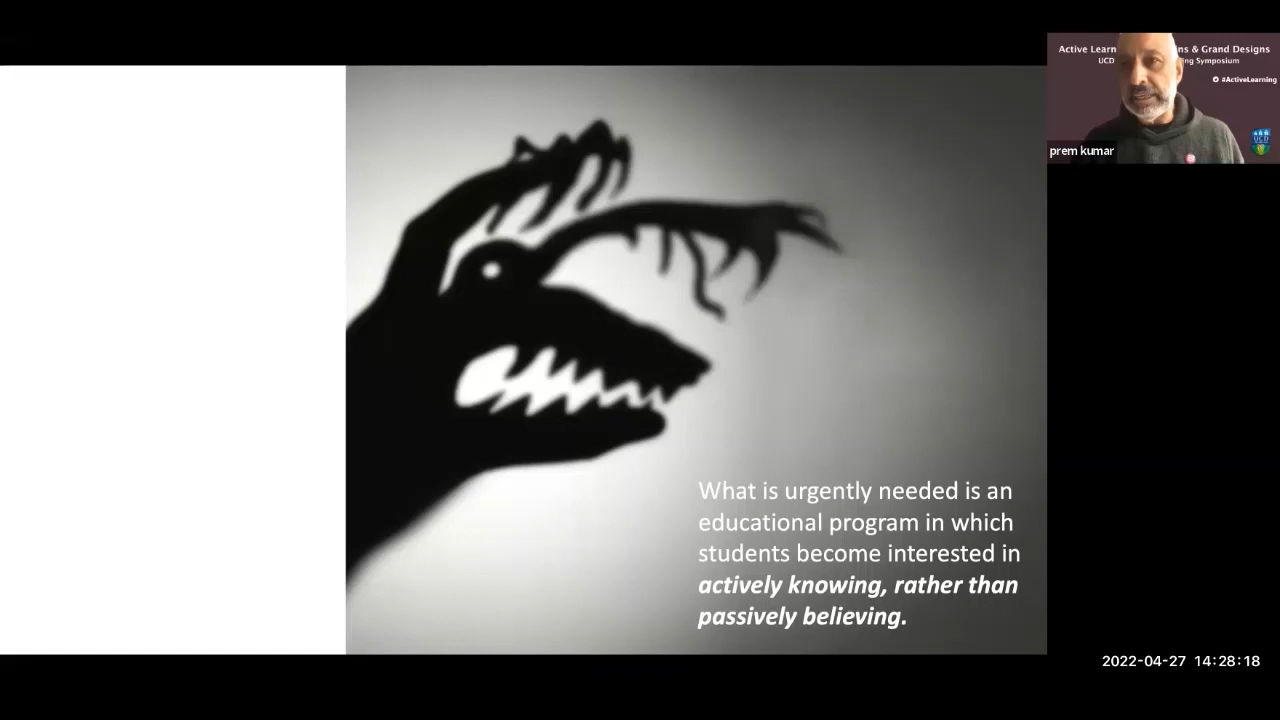 Active Learn ns & Grand Designs
UCD ing Symposium
#ActiveLearning
UCD
prem kumar
What is urgently needed is an
educational program in which
students become interested in
actively knowing, rather than
passively believing.
2022-04-27 14:28:18